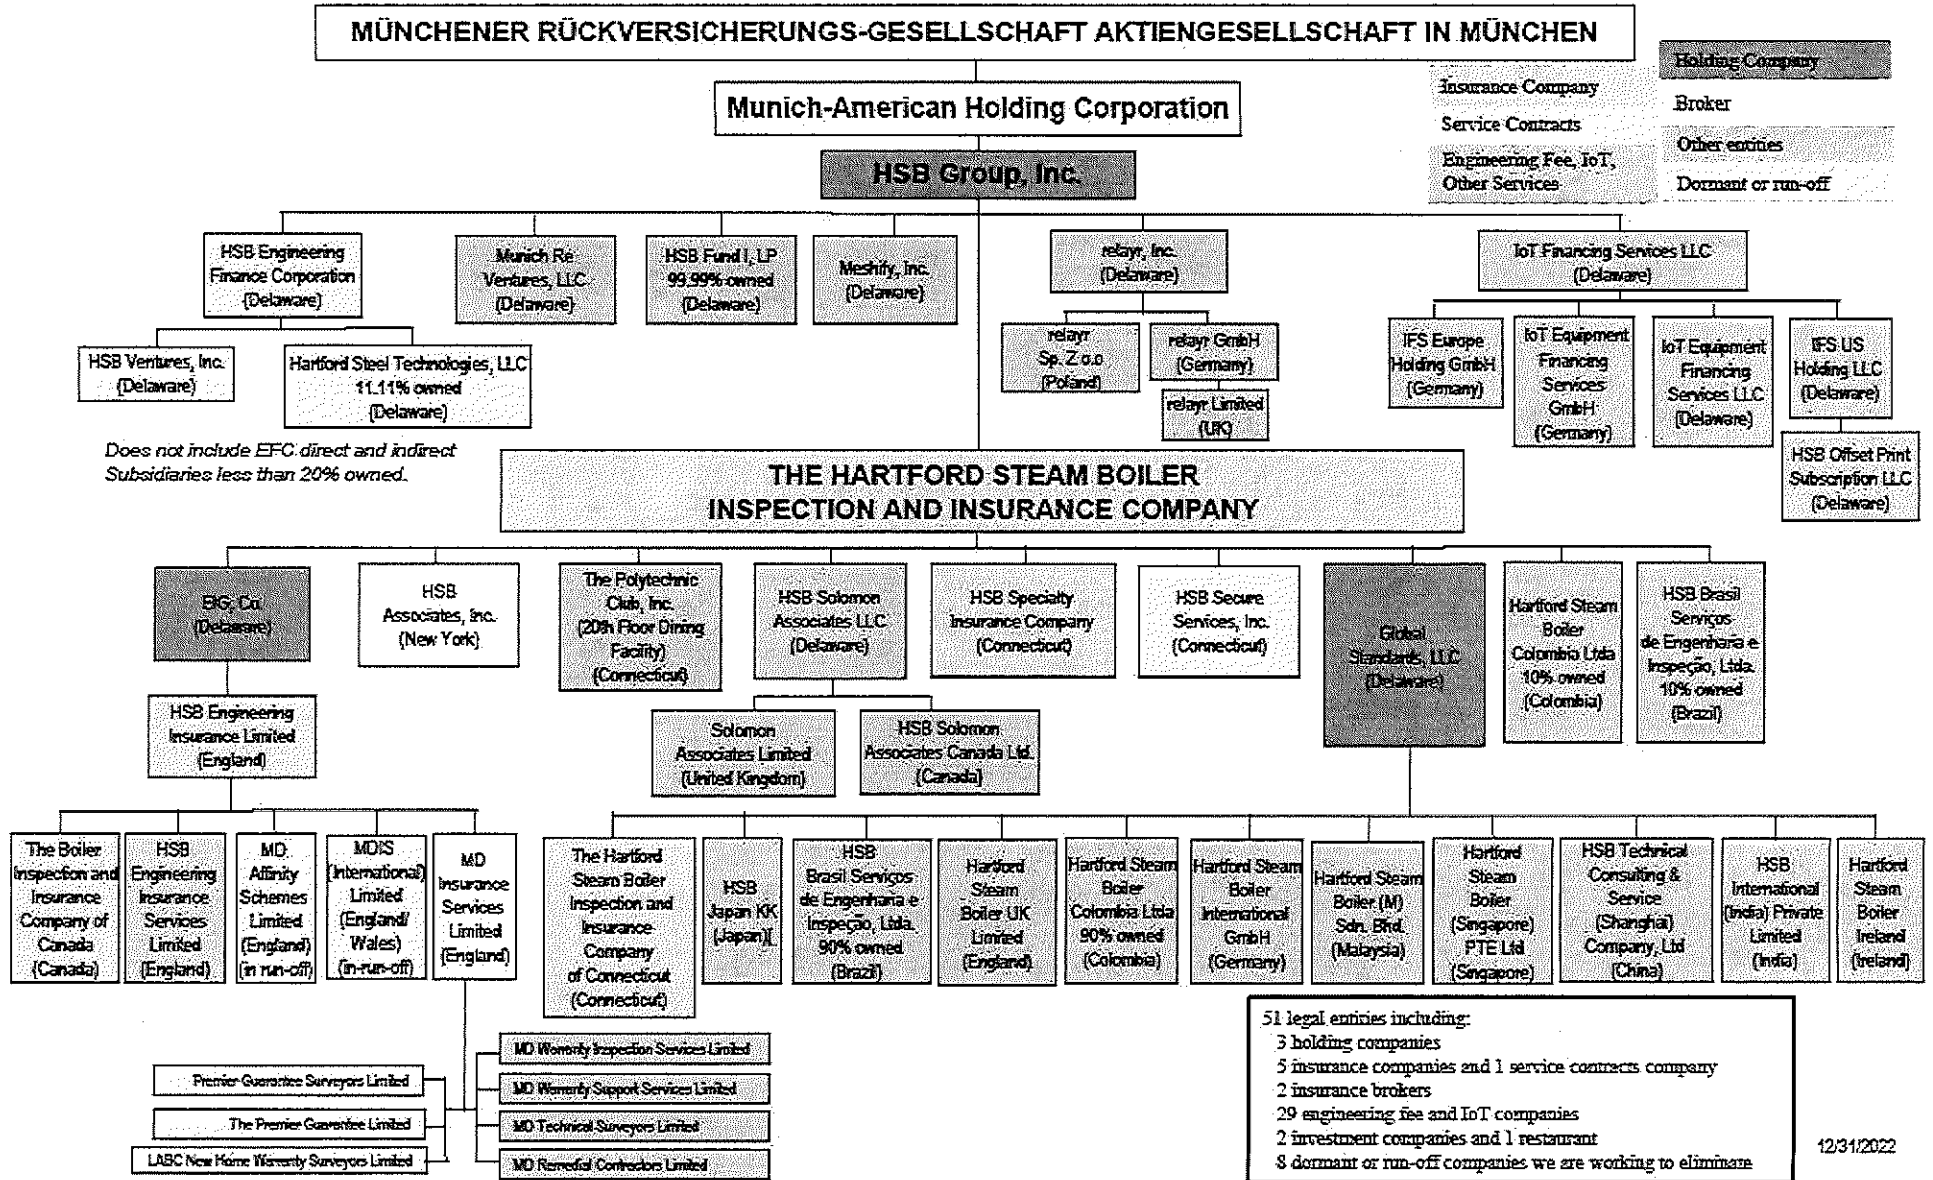 MÜNCHENER RÜCKVERSICHERUNGS-GESELLSCHAFT AKTIENGESELLSCHAFT IN MÜNCHEN
Munich-American Holding Corporation
HSB Group, Inc.
Insurance Company
Service Contracts
Engineering Fee, IoT,
Other Services
Holding Company
Broker
Other entities
Dormant or run-off
HSB Engineering
Finance Corporation
(Delaware)
Munich Re
Ventures, LLC
(Delaware)
HSB Fund I, LP
99.99% owned
(Delaware)
Meshify, Inc.
(Delaware)
relayr, Inc.
(Delaware)
IoT Financing Services LLC
(Delaware)
HSB Ventures, Inc.
(Delaware)
Hartford Steel Technologies, LLC
11.11% owned
(Delaware)
relayr
Sp. Z o.o
(Poland)
relayr GmbH
(Germany)
relayr Limited
(UK)
IFS Europe
Holding GmbH
(Germany)
IoT Equipment
Financing
Services
GmbH
(Germany)
IoT Equipment
Financing
Services LLC
(Delaware)
IFS US
Holding LLC
(Delaware)
HSB Offset Print
Subscription LLC
(Delaware)
Does not include EFC direct and indirect
Subsidiaries less than 20% owned.
THE HARTFORD STEAM BOILER
INSPECTION AND INSURANCE COMPANY
EIG, Co.
(Delaware)
HSB
Associates, Inc.
(New York)
The Polytechnic
Club, Inc.
(20th Floor Dining
Facility)
(Connecticut)
HSB Solomon
Associates LLC
(Delaware)
HSB Specialty
Insurance Company
(Connecticut)
HSB Secure
Services, Inc.
(Connecticut)
Global
Standards, LLC
(Delaware)
Hartford Steam
Boiler
Colombia Ltda
10% owned
(Colombia)
HSB Brasil
Serviços
de Engenharia e
Inspeção, Ltda.
10% owned
(Brazil)
HSB Engineering
Insurance Limited
(England)
Solomon
Associates Limited
(United Kingdom)
HSB Solomon
Associates Canada Ltd.
(Canada)
The Boiler
Inspection and
Insurance
Company of
Canada
(Canada)
HSB
Engineering
Insurance
Services
Limited
(England)
MD
Affinity
Schemes
Limited
(England)
(in run-off)
MDIS
(International)
Limited
(England/
Wales)
(in-run-off)
MD
Insurance
Services
Limited
(England)
The Hartford
Steam Boiler
Inspection and
Insurance
Company
of Connecticut
(Connecticut)
HSB
Japan KK
(Japan)[
HSB
Brasil Serviços
de Engenharia e
Inspeção, Ltda.
90% owned
(Brazil)
Hartford
Steam
Boiler UK
Limited
(England)
Hartford Steam
Boiler
Colombia Ltda
90% owned
(Colombia)
Hartford Steam
Boiler
International
GmbH
(Germany)
Hartford Steam
Boiler (M)
Sdn. Bhd.
(Malaysia)
Hartford
Steam
Boiler
(Singapore)
PTE Ltd
(Singapore)
HSB Technical
Consulting &
Service
(Shanghai)
Company, Ltd
(China)
HSB
International
(India) Private
Limited
(India)
Hartford
Steam
Boiler
Ireland
(Ireland)
Premier Guarantee Surveyors Limited
The Premier Guarantee Limited
LABC New Home Warranty Surveyors Limited
MD Warranty Inspection Services Limited
MD Warranty Support Services Limited
MD Technical Surveyors Limited
MD Remedial Contractors Limited
51 legal entities including:
3 holding companies
5 insurance companies and 1 service contracts company
2 insurance brokers
29 engineering fee and IoT companies
2 investment companies and 1 restaurant
8 dormant or run-off companies we are working to eliminate
12/31/2022